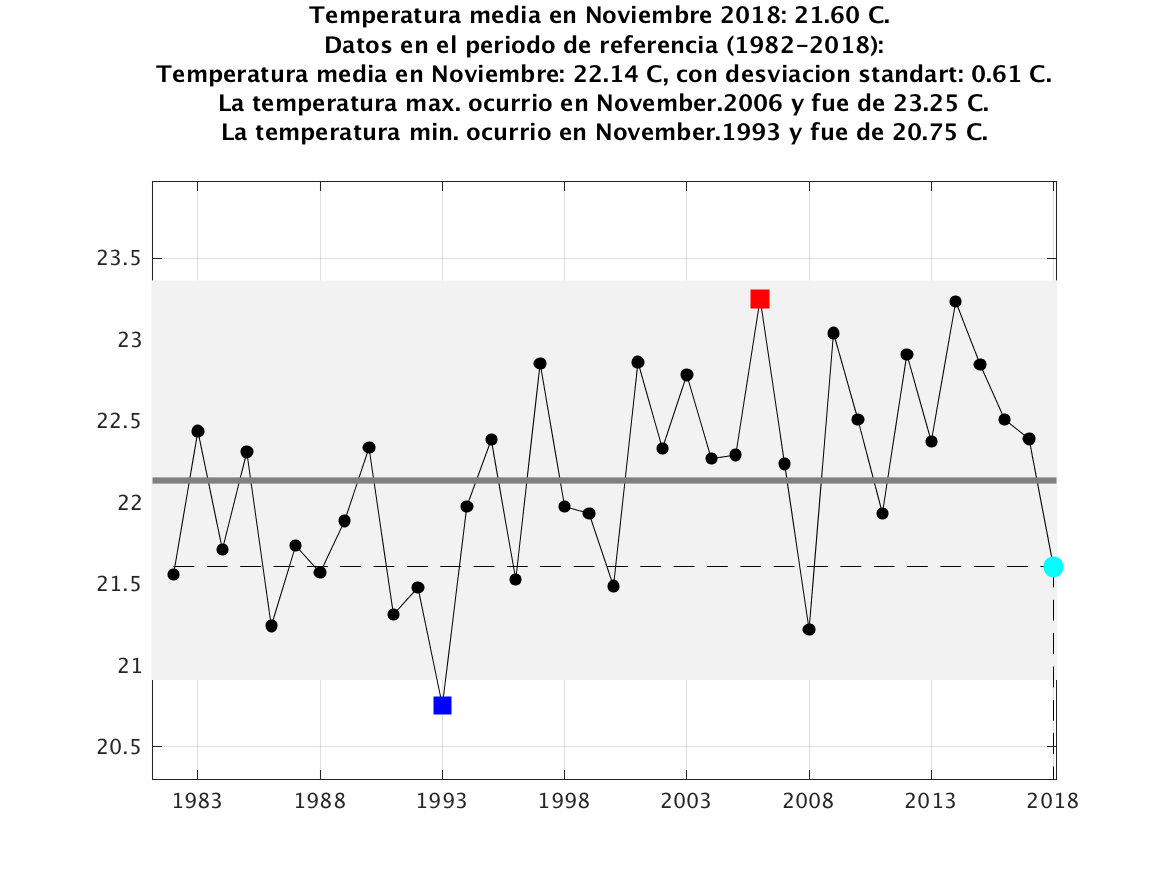 Temperatura media en Noviembre 2018: 21.60 C.
Datos en el periodo de referencia (1982-2018):
Temperatura media en Noviembre: 22.14 C, con desviacion standart: 0.61 C.
La temperatura max. ocurrio en November.2006 y fue de 23.25 C.
La temperatura min. ocurrio en November.1993 y fue de 20.75 C.
23.5
23
22.5
22
21.5
21
20.5
1983 1988 1993 1998 2003 2008 2013 2018